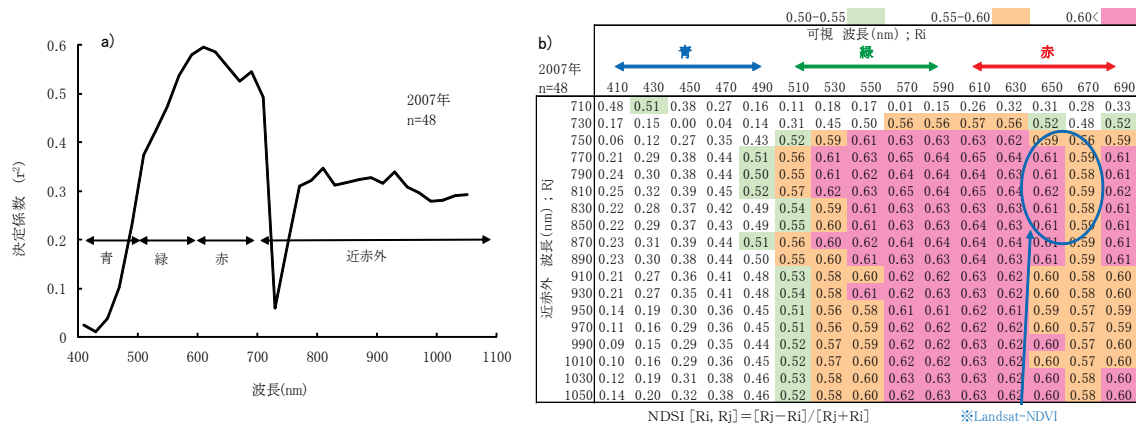 a)
決定係数 (r²)
0.6
0.5
0.4
0.3
0.2
0.1
0
2007年
n=48
青
緑
赤
近赤外
400 500 600 700 800 900 1000 1100
波長(nm)
0.50-0.55 0.55-0.60 0.60<
b)
可視 波長(nm) ; Ri
青 緑 赤
2007年
n=48 410 430 450 470 490 510 530 550 570 590 610 630 650 670 690
近赤外 波長(nm) ; Rj
710 0.48 0.51 0.38 0.27 0.16 0.11 0.18 0.17 0.01 0.15 0.26 0.32 0.31 0.28 0.33
730 0.17 0.15 0.00 0.04 0.14 0.31 0.45 0.50 0.56 0.56 0.57 0.56 0.52 0.48 0.52
750 0.06 0.12 0.27 0.35 0.43 0.52 0.59 0.61 0.63 0.63 0.63 0.62 0.59 0.56 0.59
770 0.21 0.29 0.38 0.44 0.51 0.56 0.61 0.63 0.65 0.64 0.65 0.64 0.61 0.59 0.61
790 0.24 0.30 0.38 0.44 0.50 0.55 0.61 0.62 0.64 0.64 0.64 0.63 0.61 0.58 0.61
810 0.25 0.32 0.39 0.45 0.52 0.57 0.62 0.63 0.65 0.64 0.65 0.64 0.62 0.59 0.61
830 0.22 0.28 0.37 0.42 0.49 0.54 0.59 0.61 0.63 0.63 0.64 0.63 0.61 0.58 0.61
850 0.22 0.29 0.37 0.43 0.49 0.55 0.60 0.61 0.63 0.63 0.64 0.63 0.61 0.59 0.61
870 0.23 0.31 0.39 0.44 0.51 0.56 0.60 0.62 0.64 0.64 0.64 0.64 0.61 0.59 0.61
890 0.23 0.30 0.38 0.44 0.50 0.55 0.60 0.61 0.63 0.63 0.64 0.63 0.61 0.59 0.61
910 0.21 0.27 0.36 0.41 0.48 0.53 0.58 0.60 0.62 0.62 0.63 0.62 0.60 0.58 0.60
930 0.21 0.27 0.35 0.41 0.48 0.54 0.58 0.61 0.62 0.63 0.63 0.62 0.60 0.58 0.60
950 0.14 0.19 0.30 0.36 0.45 0.51 0.56 0.58 0.61 0.61 0.62 0.61 0.59 0.57 0.59
970 0.11 0.16 0.29 0.36 0.45 0.51 0.56 0.59 0.62 0.62 0.62 0.62 0.60 0.57 0.59
990 0.09 0.15 0.29 0.35 0.44 0.52 0.57 0.59 0.62 0.62 0.63 0.62 0.60 0.57 0.60
1010 0.10 0.16 0.29 0.36 0.45 0.52 0.57 0.60 0.62 0.62 0.63 0.62 0.60 0.57 0.60
1030 0.12 0.19 0.31 0.38 0.46 0.53 0.58 0.60 0.63 0.63 0.63 0.62 0.60 0.58 0.60
1050 0.14 0.20 0.32 0.38 0.46 0.52 0.58 0.60 0.63 0.63 0.63 0.63 0.60 0.58 0.60
NDSI [Ri, Rj]=[Rj−Ri]/[Rj+Ri] ※Landsat-NDVI